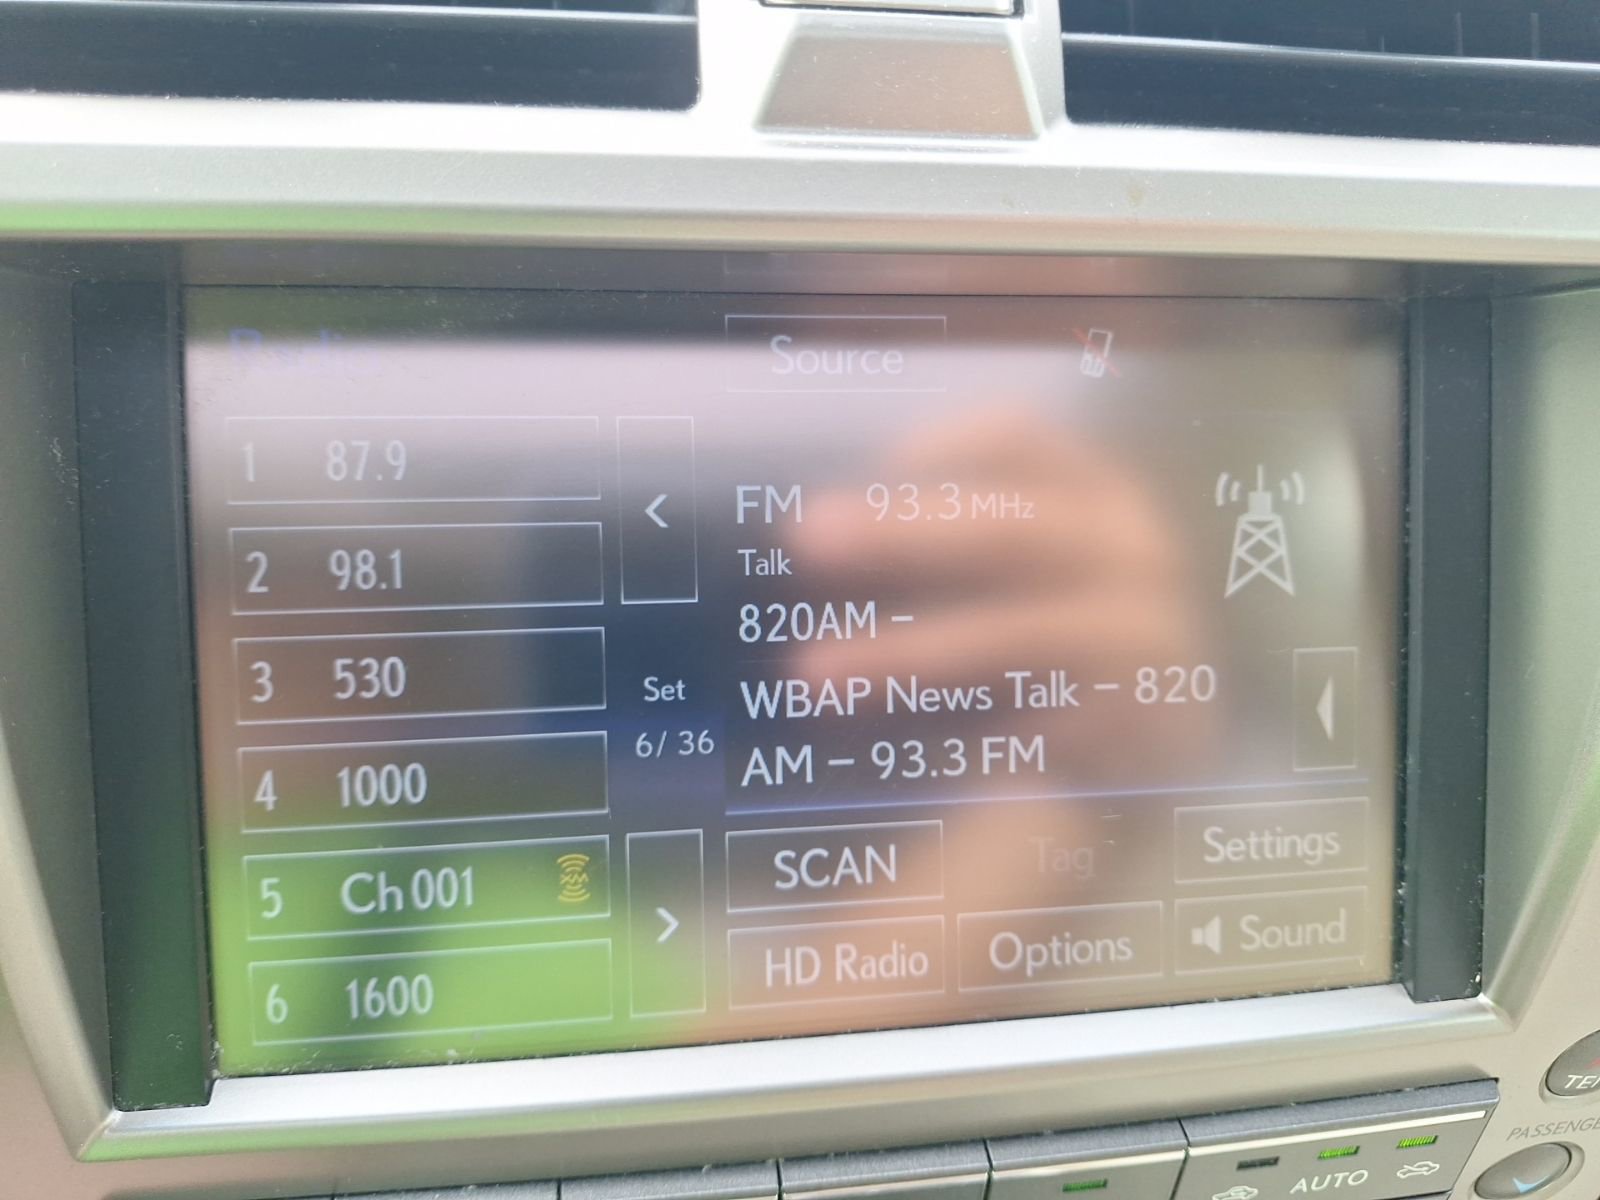 Radio
Source
1 87.9
2 98.1
3 530
4 1000
5 Ch 001 XM
6 1600
<
Set
6/ 36
>
FM 93.3 MHz
Talk
820AM –
WBAP News Talk – 820
AM – 93.3 FM
SCAN
Tag
Settings
HD Radio
Options
Sound
AUTO